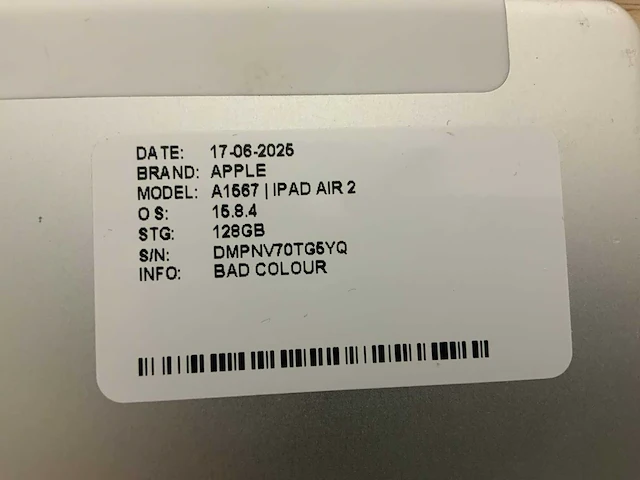 DATE: 17-06-2025
BRAND: APPLE
MODEL: A1567 | IPAD AIR 2
OS: 15.8.4
STG: 128GB
S/N: DMPNV70TG5YQ
INFO: BAD COLOUR